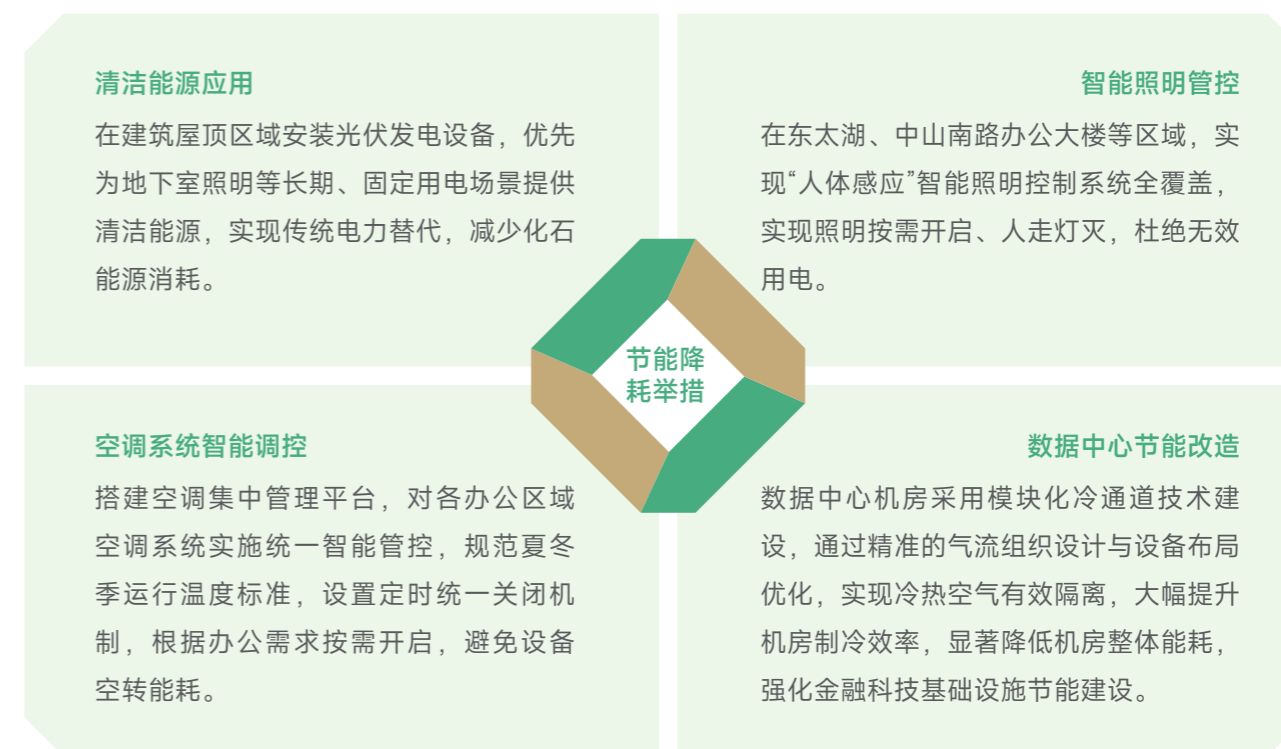 清洁能源应用
在建筑屋顶区域安装光伏发电设备，优先
为地下室照明等长期、固定用电场景提供
清洁能源，实现传统电力替代，减少化石
能源消耗。
智能照明管控
在东太湖、中山南路办公大楼等区域，实
现“人体感应”智能照明控制系统全覆盖，
实现照明按需开启、人走灯灭，杜绝无效
用电。
节能降
耗举措
空调系统智能调控
搭建空调集中管理平台，对各办公区域
空调系统实施统一智能管控，规范夏冬
季运行温度标准，设置定时统一关闭机
制，根据办公需求按需开启，避免设备
空转能耗。
数据中心节能改造
数据中心机房采用模块化冷通道技术建
设，通过精准的气流组织设计与设备布局
优化，实现冷热空气有效隔离，大幅提升
机房制冷效率，显著降低机房整体能耗，
强化金融科技基础设施节能建设。